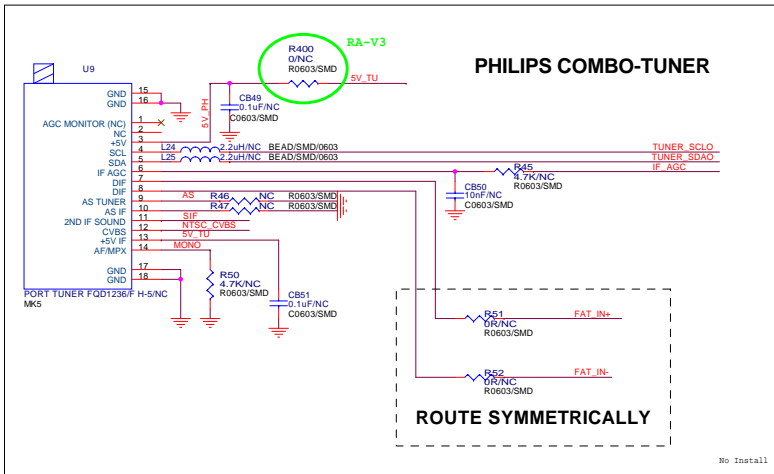 RA-V3
R400
0/NC
R0603/SMD
5V_TU
PHILIPS COMBO-TUNER
U9
GND
GND
15
16
5V_PH
CB49
0.1uF/NC
C0603/SMD
AGC MONITOR (NC)
1
NC
2
+5V
3
SCL
4
L24
2.2uH/NC
BEAD/SMD/0603
TUNER_SCLO
SDA
5
L25
2.2uH/NC
BEAD/SMD/0603
TUNER_SDAO
IF AGC
6
R45
4.7K/NC
R0603/SMD
IF_AGC
DIF
7
DIF
8
CB50
10nF/NC
C0603/SMD
AS TUNER
9
AS
R46
NC
R0603/SMD
AS IF
10
R47
NC
R0603/SMD
2ND IF SOUND
11
SIF
CVBS
12
NTSC_CVBS
+5V IF
13
5V_TU
AF/MPX
14
MONO
GND
17
GND
18
R50
4.7K/NC
R0603/SMD
CB51
0.1uF/NC
C0603/SMD
PORT TUNER FQD1236/F H-5/NC
MK5
R51
0R/NC
R0603/SMD
FAT_IN+
R52
0R/NC
R0603/SMD
FAT_IN-
ROUTE SYMMETRICALLY
No Install